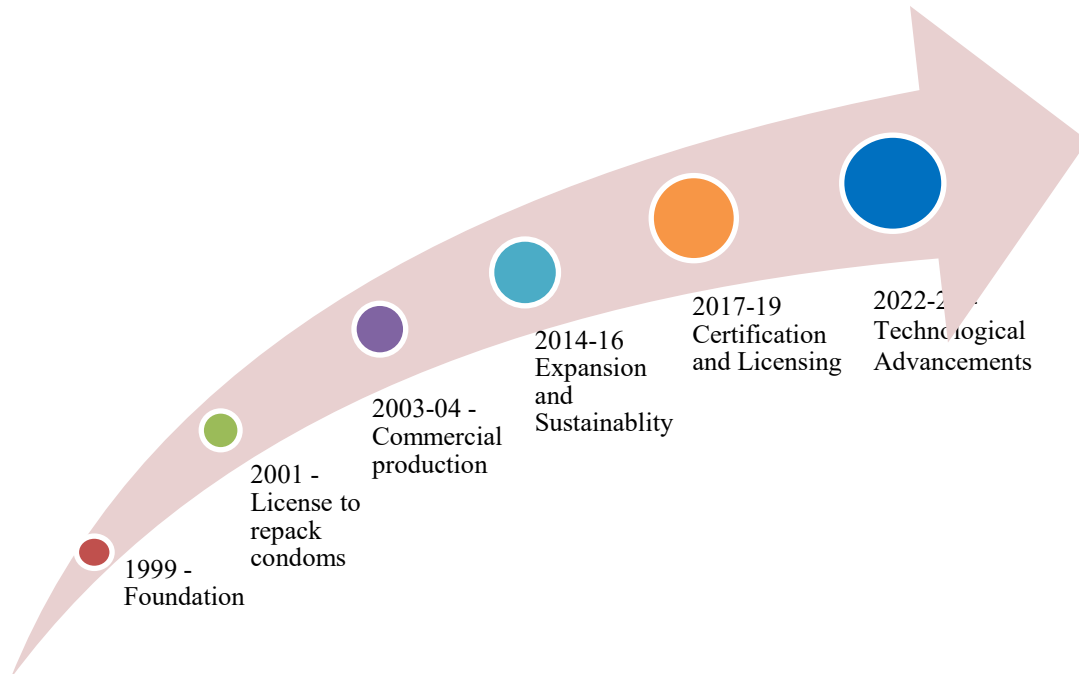 1999 -
Foundation
2001 -
License to
repack
condoms
2003-04 -
Commercial
production
2014-16
Expansion
and
Sustainablity
2017-19
Certification
and Licensing
Technological
Advancements